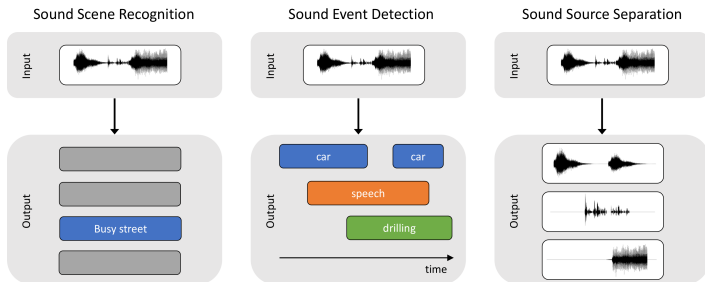 Sound Scene Recognition
Input
Output
Busy street
Sound Event Detection
Input
Output
car
car
speech
drilling
time
Sound Source Separation
Input
Output